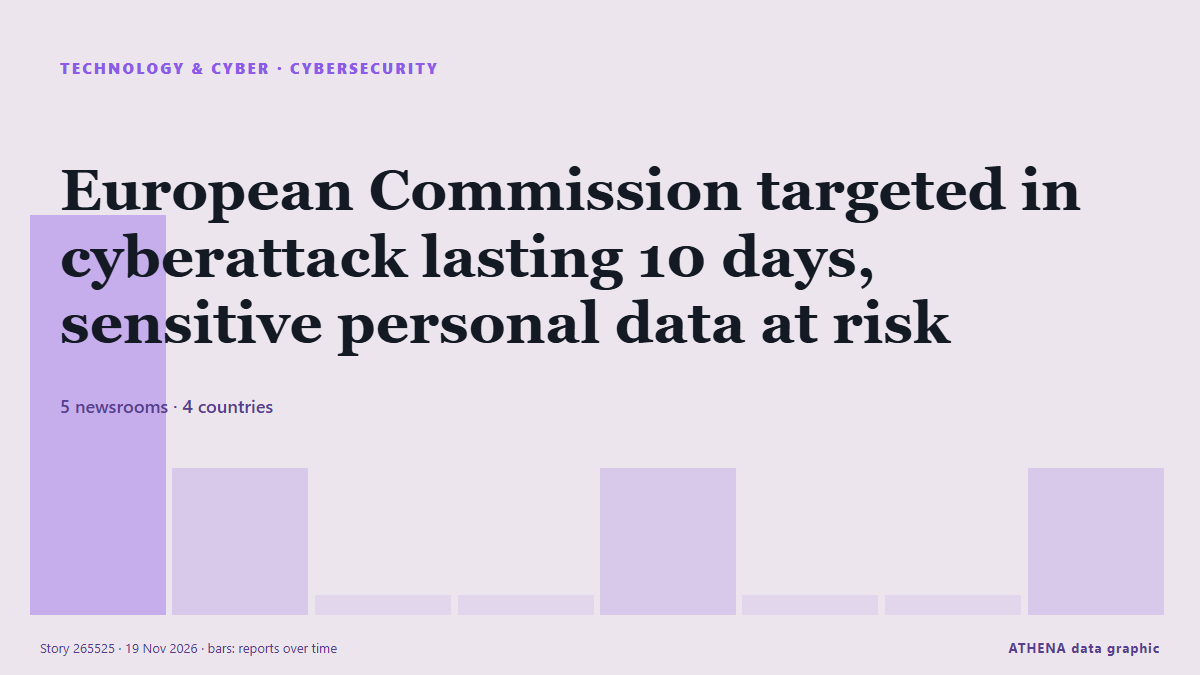 TECHNOLOGY & CYBER · CYBERSECURITY
European Commission targeted in
cyberattack lasting 10 days,
sensitive personal data at risk
5 newsrooms · 4 countries
Story 265525 · 19 Nov 2026 · bars: reports over time
ATHENA data graphic